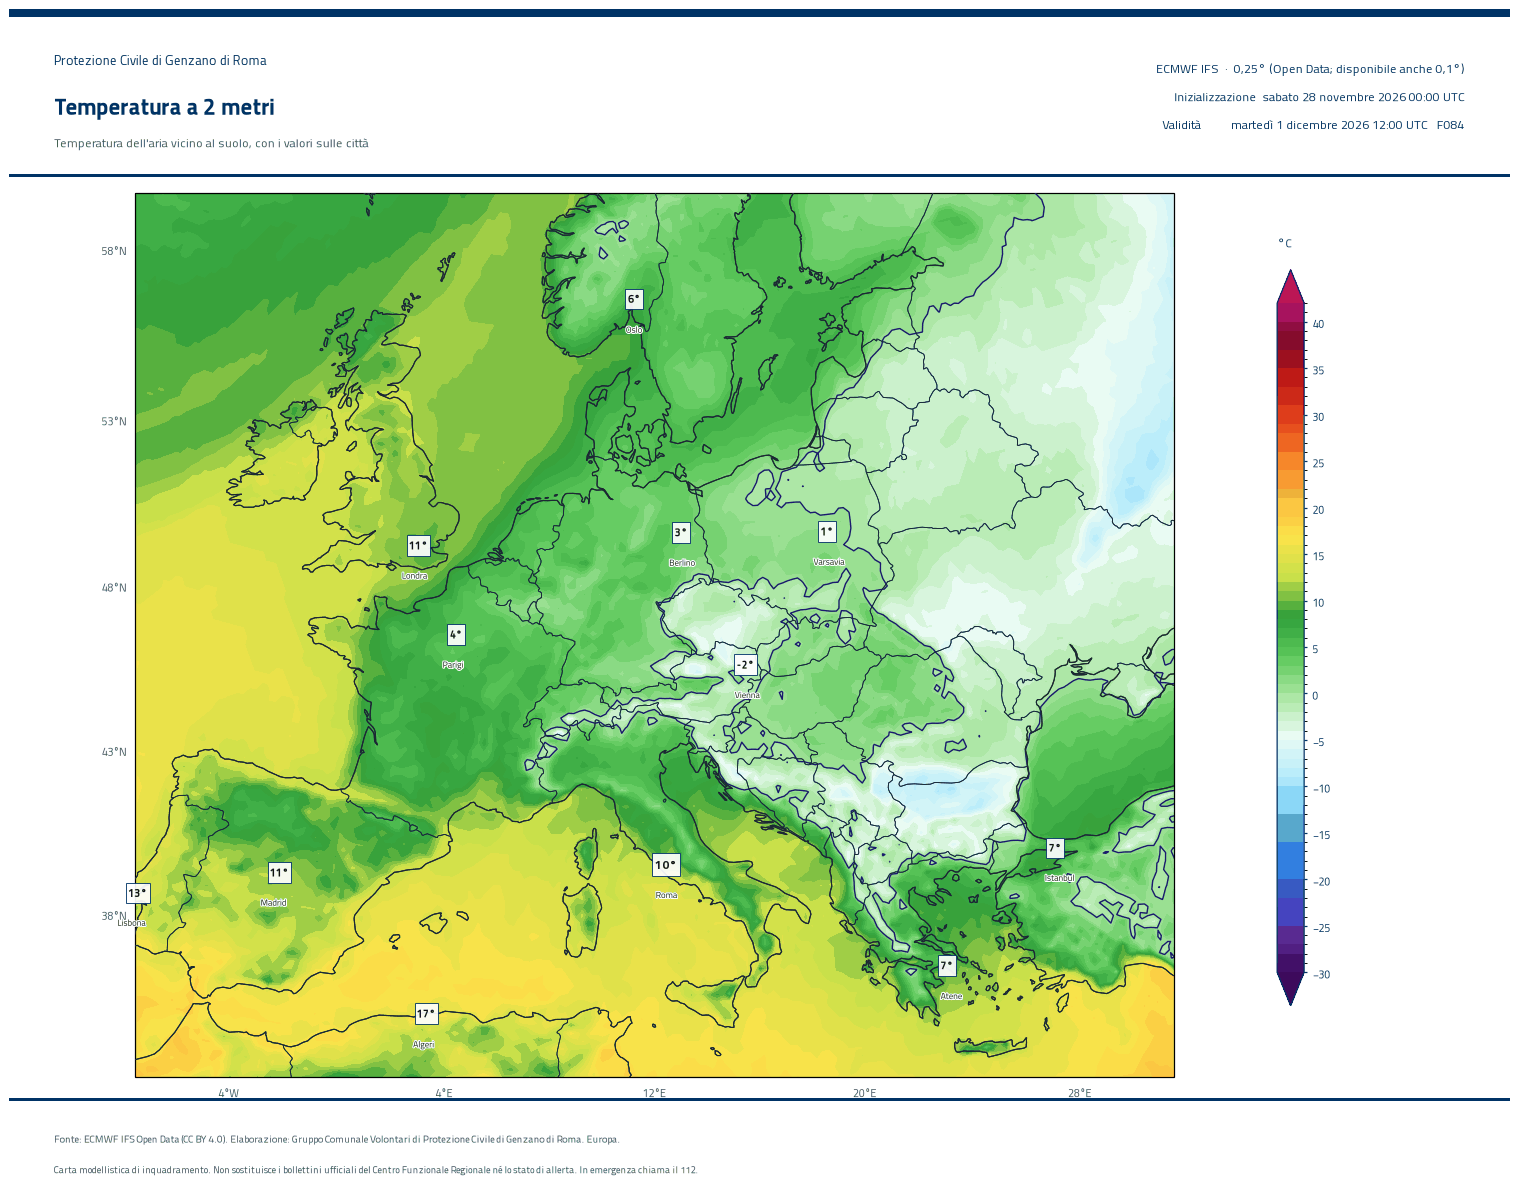 Protezione Civile di Genzano di Roma
Temperatura a 2 metri
Temperatura dell'aria vicino al suolo, con i valori sulle città
ECMWF IFS · 0,25° (Open Data; disponibile anche 0,1°)
Inizializzazione sabato 28 novembre 2026 00:00 UTC
Validità martedì 1 dicembre 2026 12:00 UTC F084
58°N
53°N
48°N
43°N
38°N
4°W
4°E
12°E
20°E
28°E
6°
Oslo
11°
Londra
3°
Berlino
1°
Varsavia
4°
Parigi
-2°
Vienna
7°
Istanbul
10°
Roma
11°
Madrid
13°
Lisbona
7°
Atene
17°
Algeri
°C
40
35
30
25
20
15
10
5
0
−5
−10
−15
−20
−25
−30
Fonte: ECMWF IFS Open Data (CC BY 4.0). Elaborazione: Gruppo Comunale Volontari di Protezione Civile di Genzano di Roma. Europa.
Carta modellistica di inquadramento. Non sostituisce i bollettini ufficiali del Centro Funzionale Regionale né lo stato di allerta. In emergenza chiama il 112.